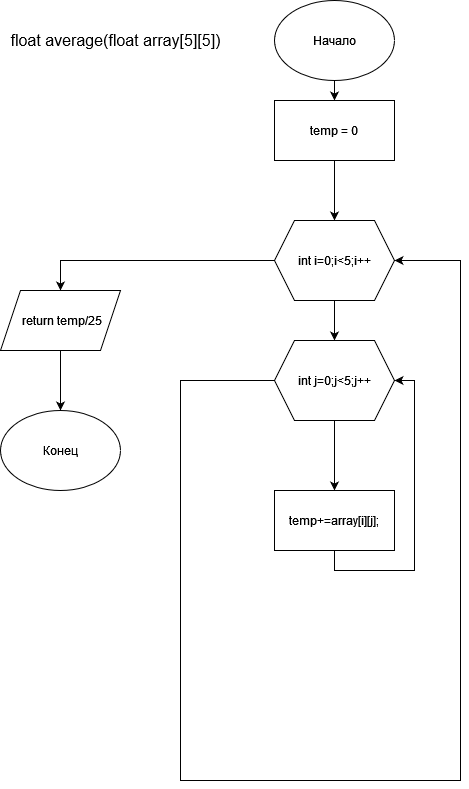 float average(float array[5][5])
Начало
temp = 0
int i=0;i<5;i++
return temp/25
int j=0;j<5;j++
Конец
temp+=array[i][j];